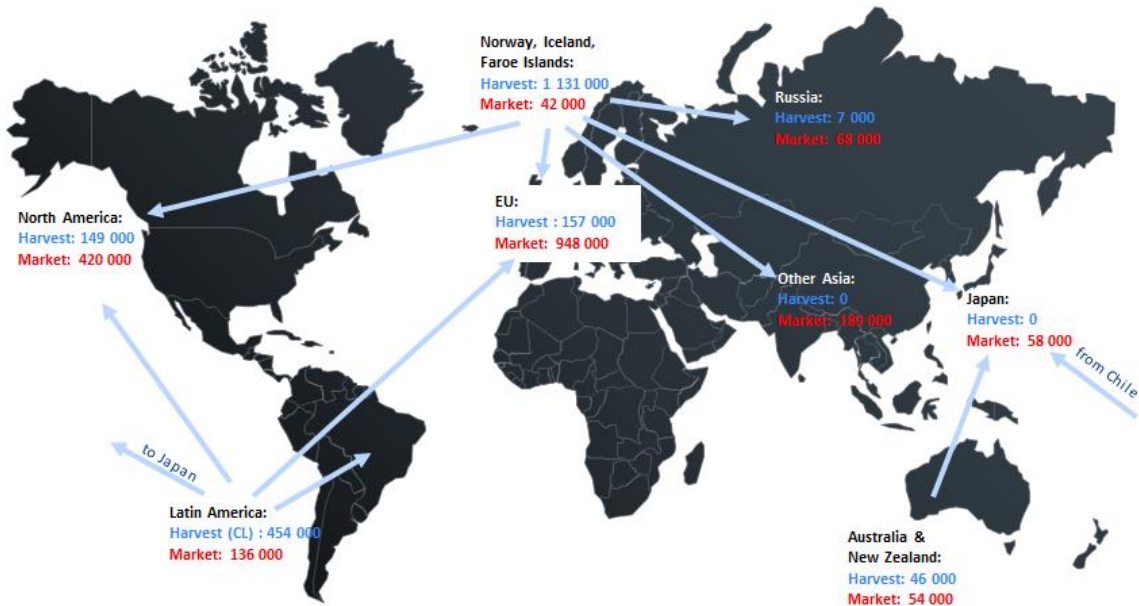 Norway, Iceland,
Faroe Islands:
Harvest: 1 131 000
Market: 42 000
Russia:
Harvest: 7 000
Market: 68 000
North America:
Harvest: 149 000
Market: 420 000
EU:
Harvest : 157 000
Market: 948 000
Other Asia:
Harvest: 0
Market: 189 000
Japan:
Harvest: 0
Market: 58 000
from Chile
to Japan
Latin America:
Harvest (CL) : 454 000
Market: 136 000
Australia &
New Zealand:
Harvest: 46 000
Market: 54 000